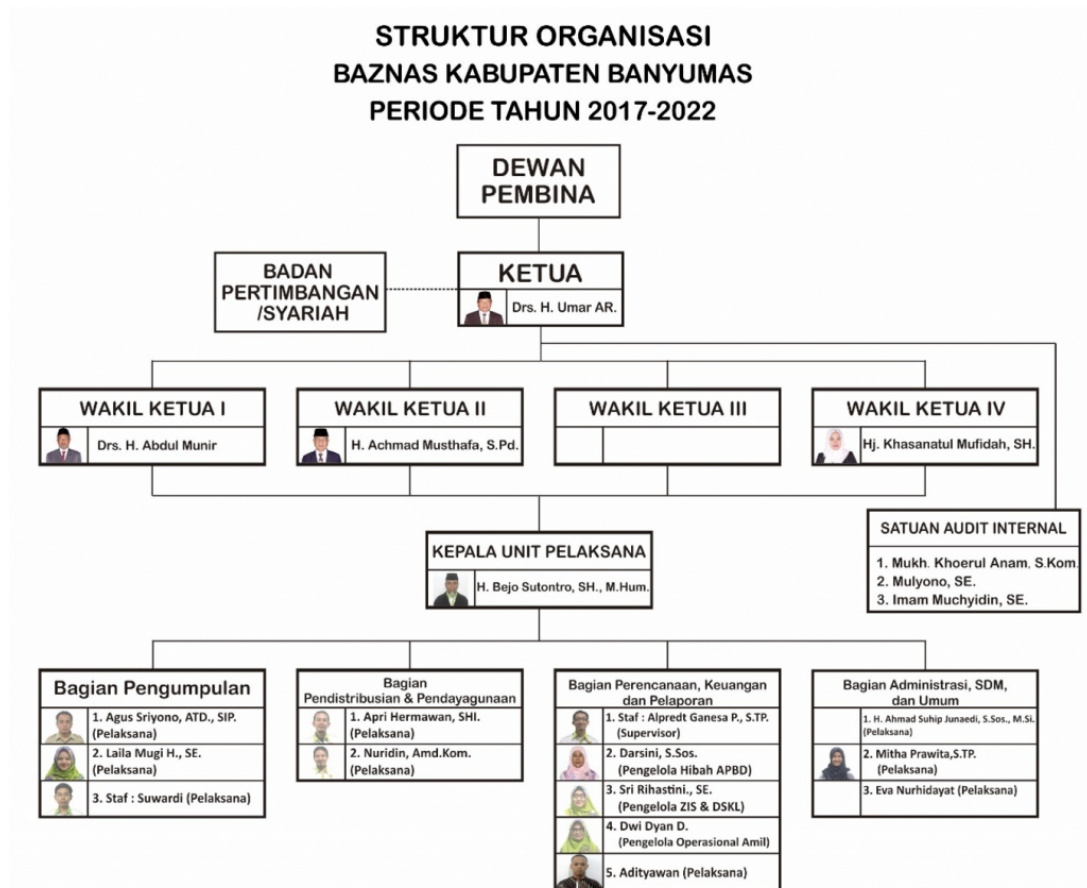 STRUKTUR ORGANISASI
BAZNAS KABUPATEN BANYUMAS
PERIODE TAHUN 2017-2022
DEWAN
PEMBINA
BADAN
PERTIMBANGAN
/SYARIAH
KETUA
Drs. H. Umar AR.
WAKIL KETUA I
Drs. H. Abdul Munir
WAKIL KETUA II
H. Achmad Musthafa, S.Pd.
WAKIL KETUA III
WAKIL KETUA IV
Hj. Khasanatul Mufidah, SH.
KEPALA UNIT PELAKSANA
H. Bejo Sutontro, SH., M.Hum.
SATUAN AUDIT INTERNAL
1. Mukh. Khoerul Anam, S.Kom.
2. Mulyono, SE.
3. Imam Muchyidin, SE.
Bagian Pengumpulan
1. Agus Sriyono, ATD., SIP.
(Pelaksana)
2. Laila Mugi H., SE.
(Pelaksana)
3. Staf : Suwardi (Pelaksana)
Bagian
Pendistribusian & Pendayagunaan
1. Apri Hermawan, SHI.
(Pelaksana)
2. Nuridin, Amd.Kom.
(Pelaksana)
Bagian Perencanaan, Keuangan
dan Pelaporan
1. Staf : Alpredt Ganesa P., S.TP.
(Supervisor)
2. Darsini, S.Sos.
(Pengelola Hibah APBD)
3. Sri Rihastini., SE.
(Pengelola ZIS & DSKL)
4. Dwi Dyan D.
(Pengelola Operasional Amil)
5. Adityawan (Pelaksana)
Bagian Administrasi, SDM,
dan Umum
1. H. Ahmad Suhip Junaedi, S.Sos., M.Si.
(Pelaksana)
2. Mitha Prawita,S.TP.
(Pelaksana)
3. Eva Nurhidayat (Pelaksana)